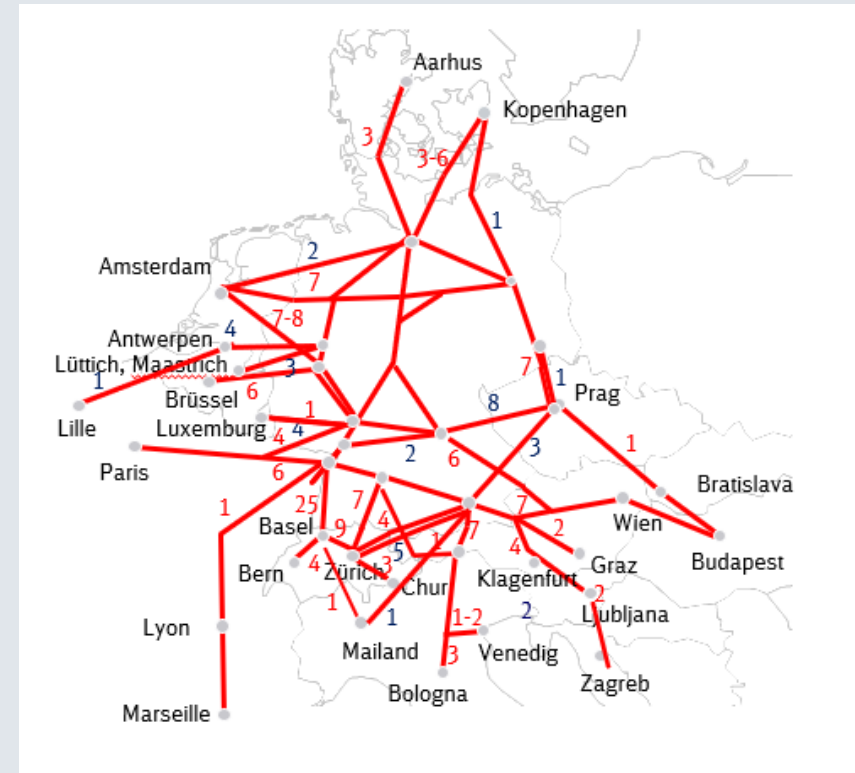 Aarhus
Kopenhagen
3
3-6
1
2
Amsterdam
7
7-8
4
Antwerpen
Lüttich, Maastrich
3
7
1
1
6
Brüssel
8
Prag
Lille
1
Luxemburg
4
4
2
6
3
1
Paris
6
Bratislava
1
25
7
7
Basel
9
4
7
2
Wien
Budapest
5
1
4
Bern
4
Zürich
3
Chur
Klagenfurt
Graz
1
1
1-2
2
2
Ljubljana
Lyon
Mailand
3
Venedig
Bologna
Zagreb
Marseille